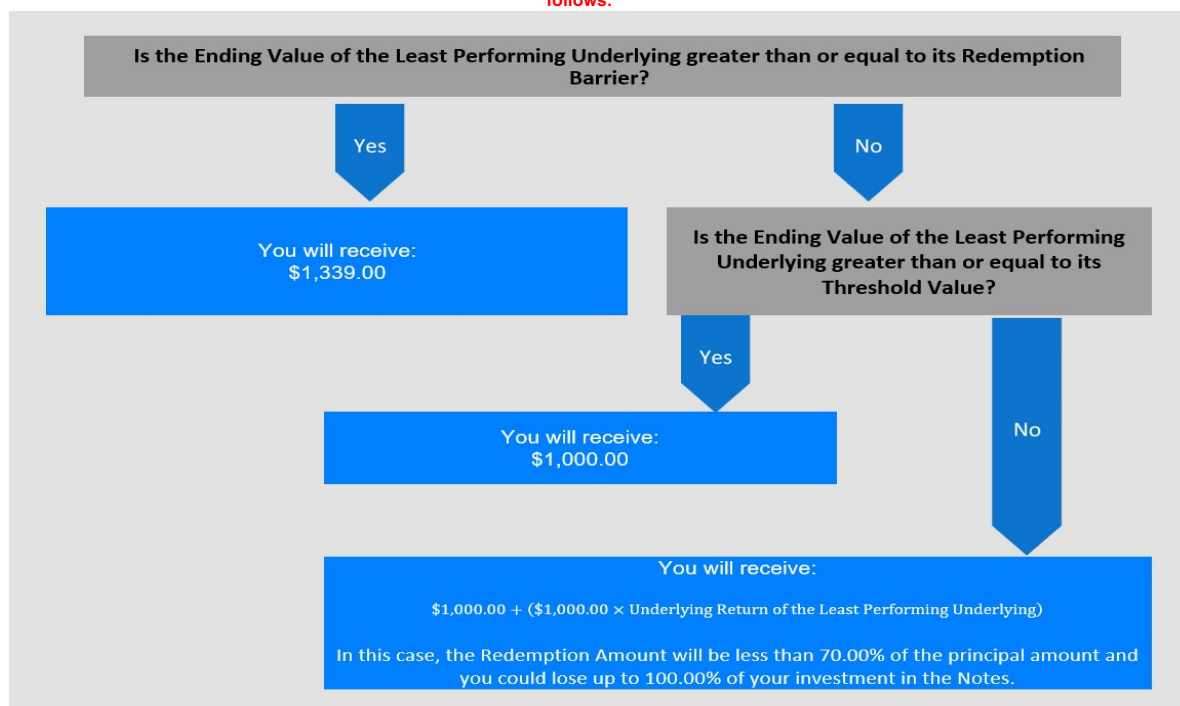 follows:
Is the Ending Value of the Least Performing Underlying greater than or equal to its Redemption
Barrier?
Yes
No
You will receive:
$1,339.00
Is the Ending Value of the Least Performing
Underlying greater than or equal to its
Threshold Value?
Yes
No
You will receive:
$1,000.00
You will receive:
$1,000.00 + ($1,000.00 × Underlying Return of the Least Performing Underlying)
In this case, the Redemption Amount will be less than 70.00% of the principal amount and
you could lose up to 100.00% of your investment in the Notes.